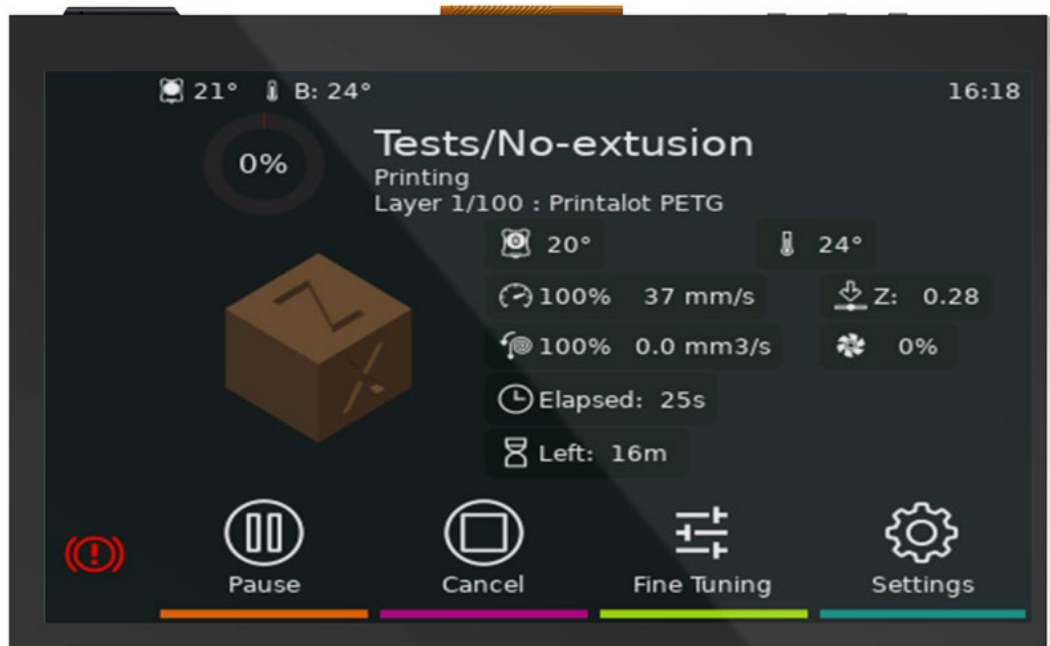 21° B: 24° 16:18
0%
Tests/No-extusion
Printing
Layer 1/100 : Printalot PETG
20° 24°
100% 37 mm/s Z: 0.28
100% 0.0 mm3/s 0%
Elapsed: 25s
Left: 16m
Z
X
Pause Cancel Fine Tuning Settings